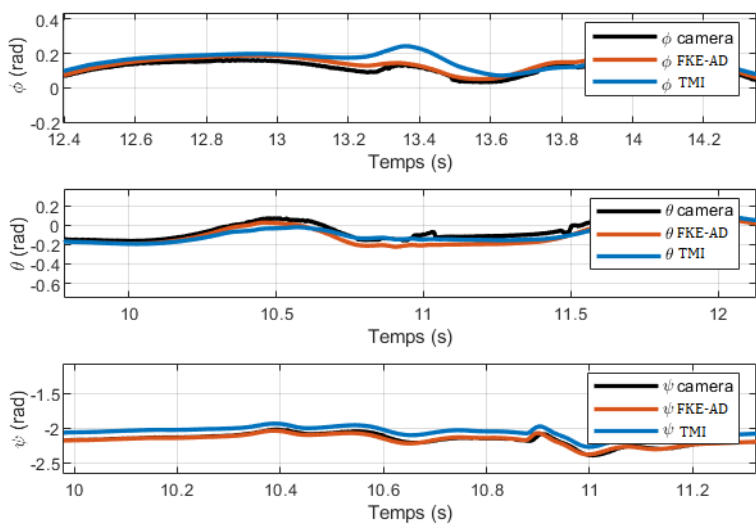 0.4
0.2
0
-0.2
ϕ (rad)
ϕ camera
ϕ FKE-AD
ϕ TMI
12.4 12.6 12.8 13 13.2 13.4 13.6 13.8 14 14.2
Temps (s)
0.2
0
-0.2
-0.4
-0.6
θ (rad)
θ camera
θ FKE-AD
θ TMI
10 10.5 11 11.5 12
Temps (s)
-1.5
-2
-2.5
ψ (rad)
ψ camera
ψ FKE-AD
ψ TMI
10 10.2 10.4 10.6 10.8 11 11.2
Temps (s)